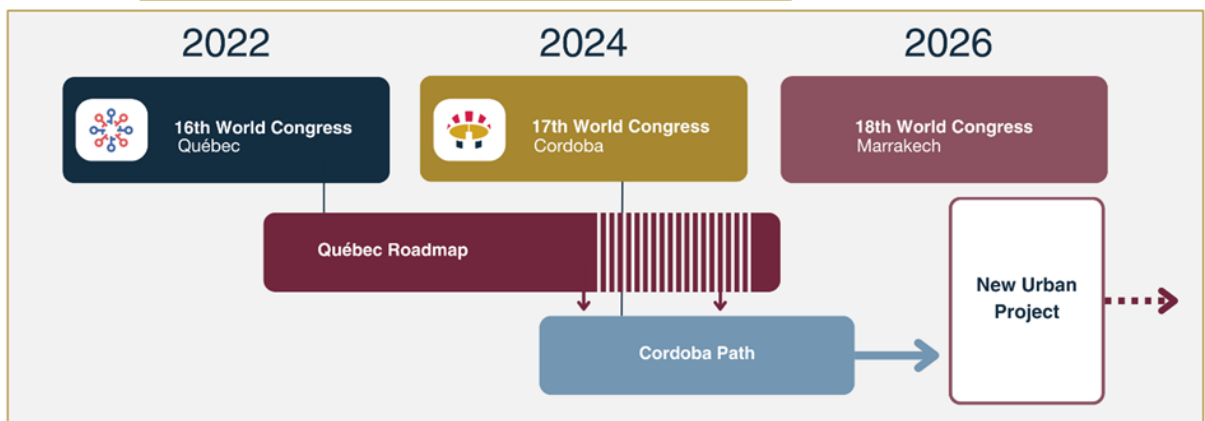 2022
2024
2026
16th World Congress
Québec
17th World Congress
Cordoba
18th World Congress
Marrakech
Québec Roadmap
New Urban
Project
Cordoba Path